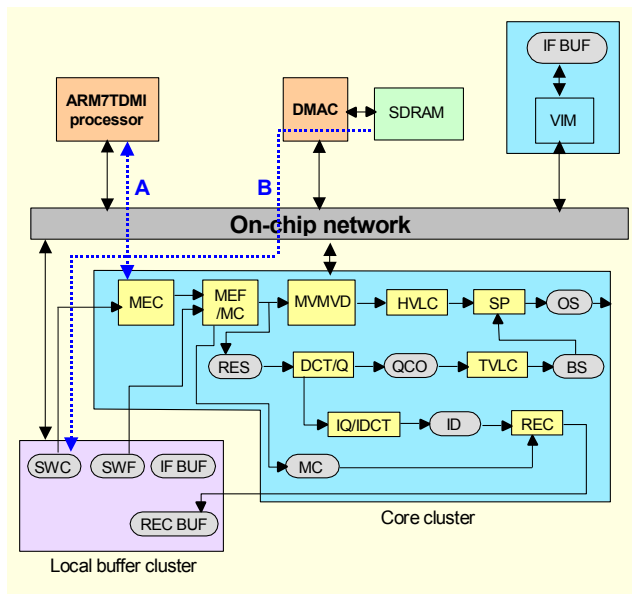 IF BUF
ARM7TDMI
processor
DMAC
SDRAM
VIM
A
B
On-chip network
MEC
MEF
/MC
MVMVD
HVLC
SP
OS
RES
DCT/Q
QCO
TVLC
BS
IQ/IDCT
ID
REC
SWC
SWF
IF BUF
MC
REC BUF
Core cluster
Local buffer cluster